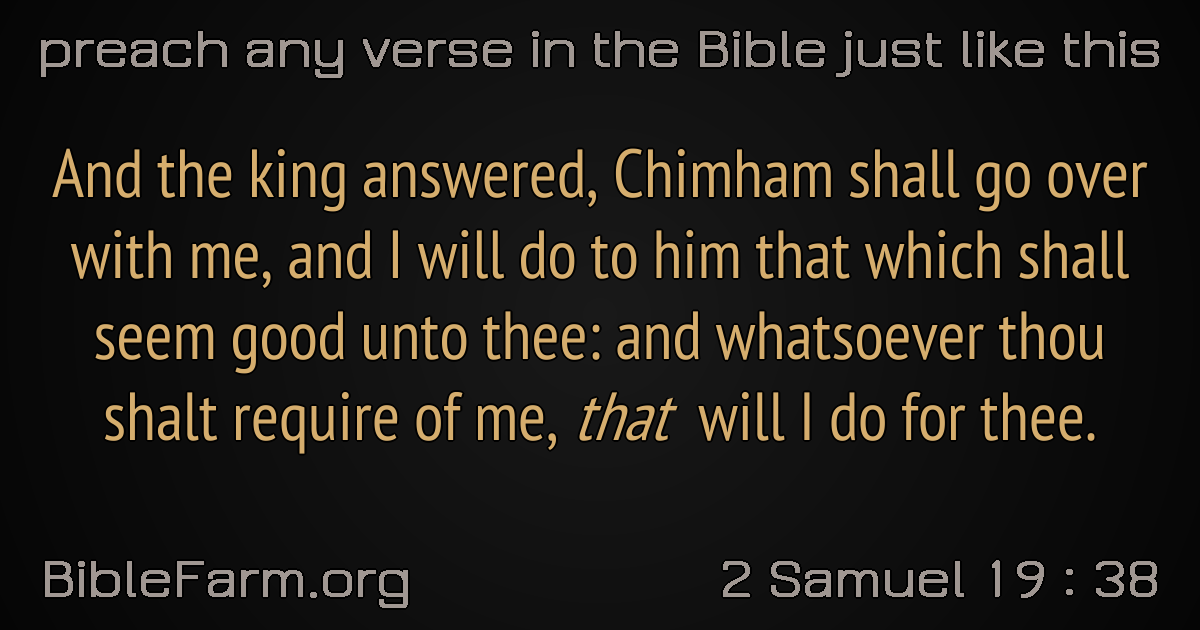 preach any verse in the Bible just like this
And the king answered, Chimham shall go over
with me, and I will do to him that which shall
seem good unto thee: and whatsoever thou
shalt require of me, that will I do for thee.
BibleFarm.org
2 Samuel 19 : 38